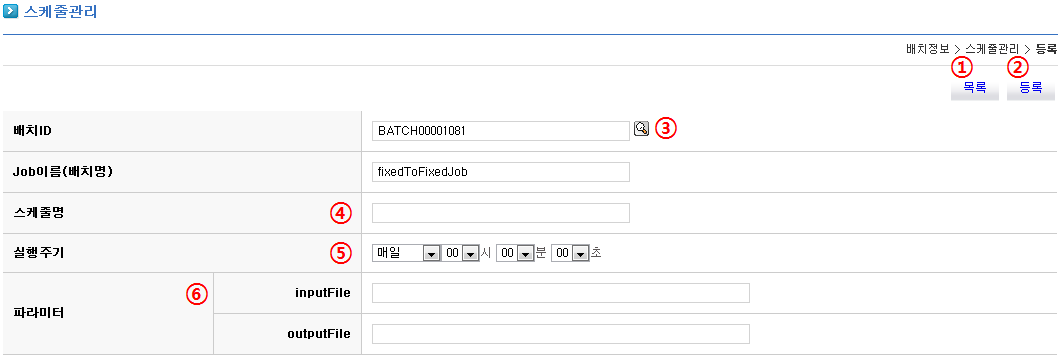 스케줄관리
배치정보 > 스케줄관리 > 등록
① ②
목록 등록
배치ID BATCH00001081 ③
Job이름(배치명) fixedToFixedJob
스케줄명 ④
실행주기 ⑤ 매일 00 시 00 분 00 초
파라미터 ⑥ inputFile
outputFile